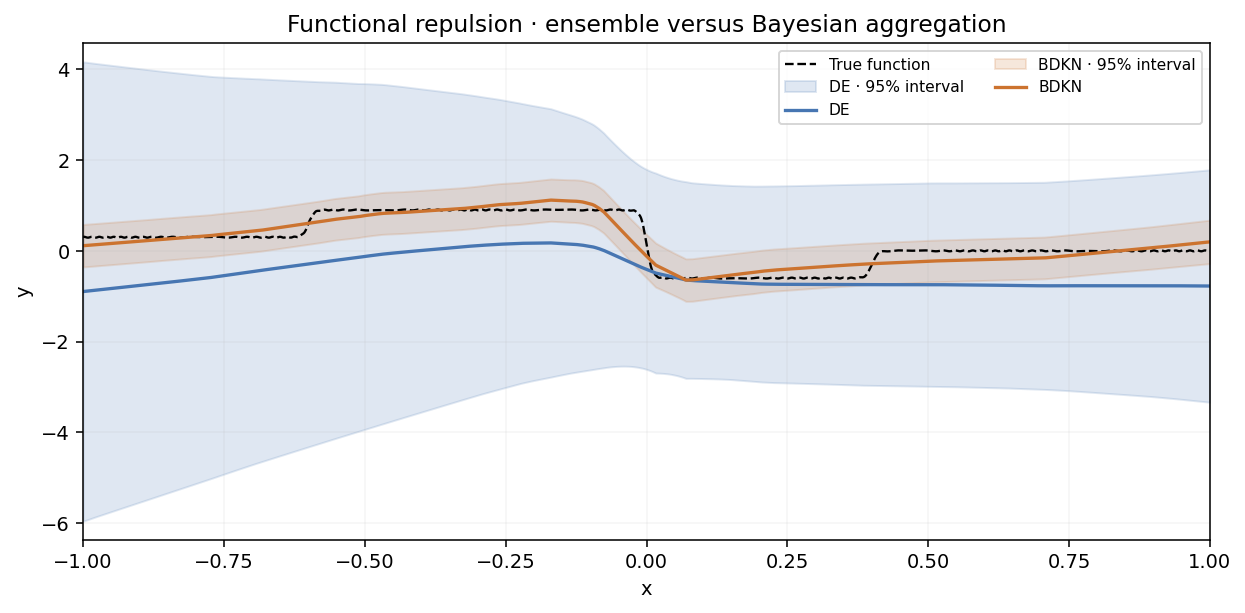 Functional repulsion · ensemble versus Bayesian aggregation
True function
DE · 95% interval
DE
BDKN · 95% interval
BDKN
y
4
2
0
−2
−4
−6
−1.00 −0.75 −0.50 −0.25 0.00 0.25 0.50 0.75 1.00
x